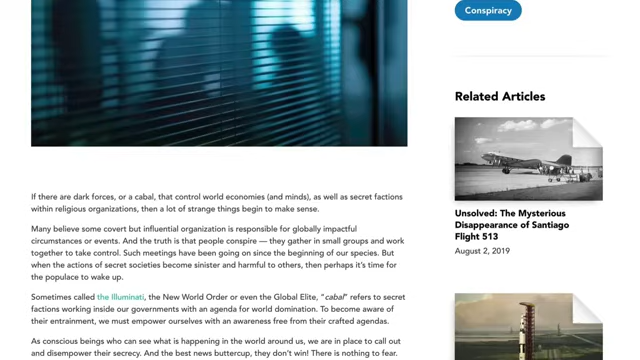 Conspiracy
Related Articles
Unsolved: The Mysterious
Disappearance of Santiago
Flight 513
August 2, 2019
If there are dark forces, or a cabal, that control world economies (and minds), as well as secret factions
within religious organizations, then a lot of strange things begin to make sense.
Many believe some covert but influential organization is responsible for globally impactful
circumstances or events. And the truth is that people conspire — they gather in small groups and work
together to take control. Such meetings have been going on since the beginning of our species. But
when the actions of secret societies become sinister and harmful to others, then perhaps it’s time for
the populace to wake up.
Sometimes called the Illuminati, the New World Order or even the Global Elite, “cabal” refers to secret
factions working inside our governments with an agenda for world domination. To become aware of
their entrainment, we must empower ourselves with an awareness free from their crafted agendas.
As conscious beings who can see what is happening in the world around us, we are in place to call out
and disempower their secrecy. And the best news buttercup, they don’t win! There is nothing to fear.